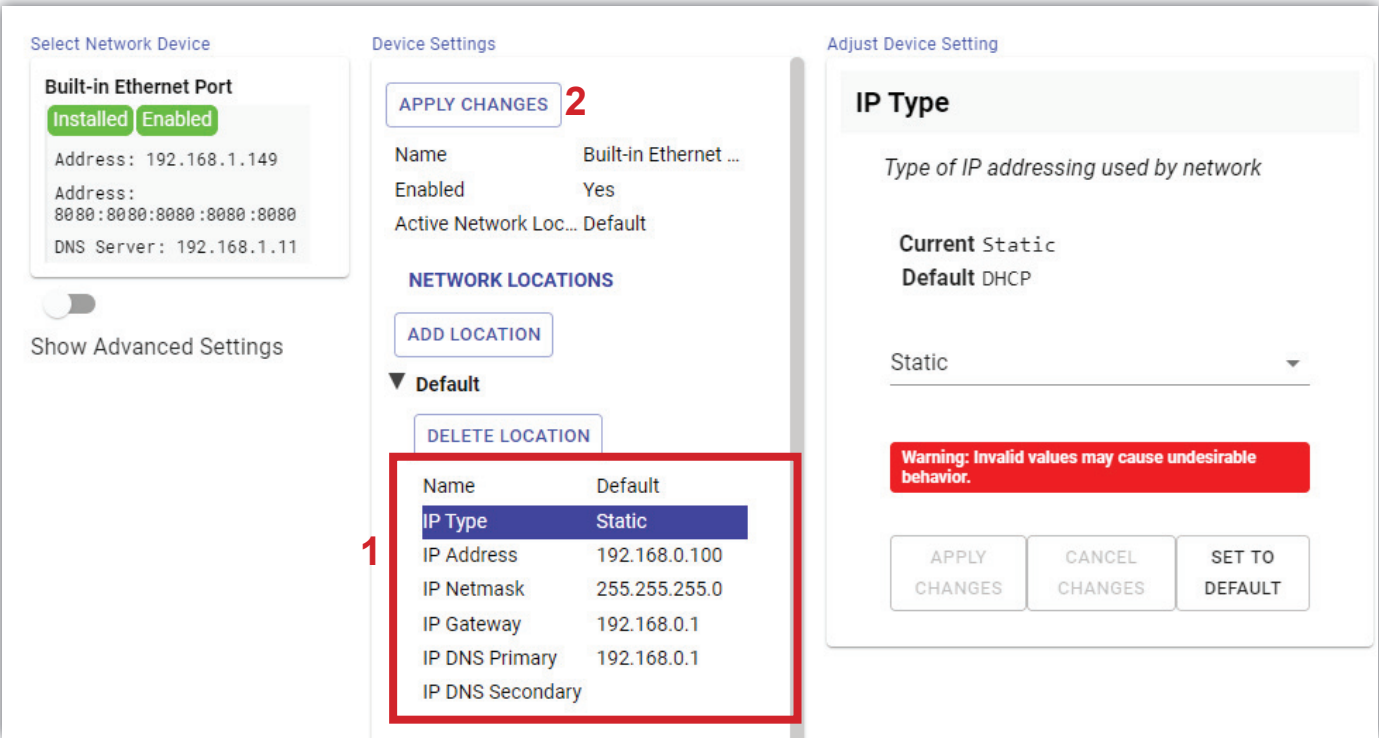 Select Network Device
Built-in Ethernet Port
Installed Enabled
Address: 192.168.1.149
Address:
8080:8080:8080:8080:8080
DNS Server: 192.168.1.11
Show Advanced Settings
Device Settings
APPLY CHANGES 2
Name Built-in Ethernet ...
Enabled Yes
Active Network Loc... Default
NETWORK LOCATIONS
ADD LOCATION
Default
DELETE LOCATION
1
Name Default
IP Type Static
IP Address 192.168.0.100
IP Netmask 255.255.255.0
IP Gateway 192.168.0.1
IP DNS Primary 192.168.0.1
IP DNS Secondary
Adjust Device Setting
IP Type
Type of IP addressing used by network
Current Static
Default DHCP
Static
Warning: Invalid values may cause undesirable
behavior.
APPLY
CHANGES
CANCEL
CHANGES
SET TO
DEFAULT